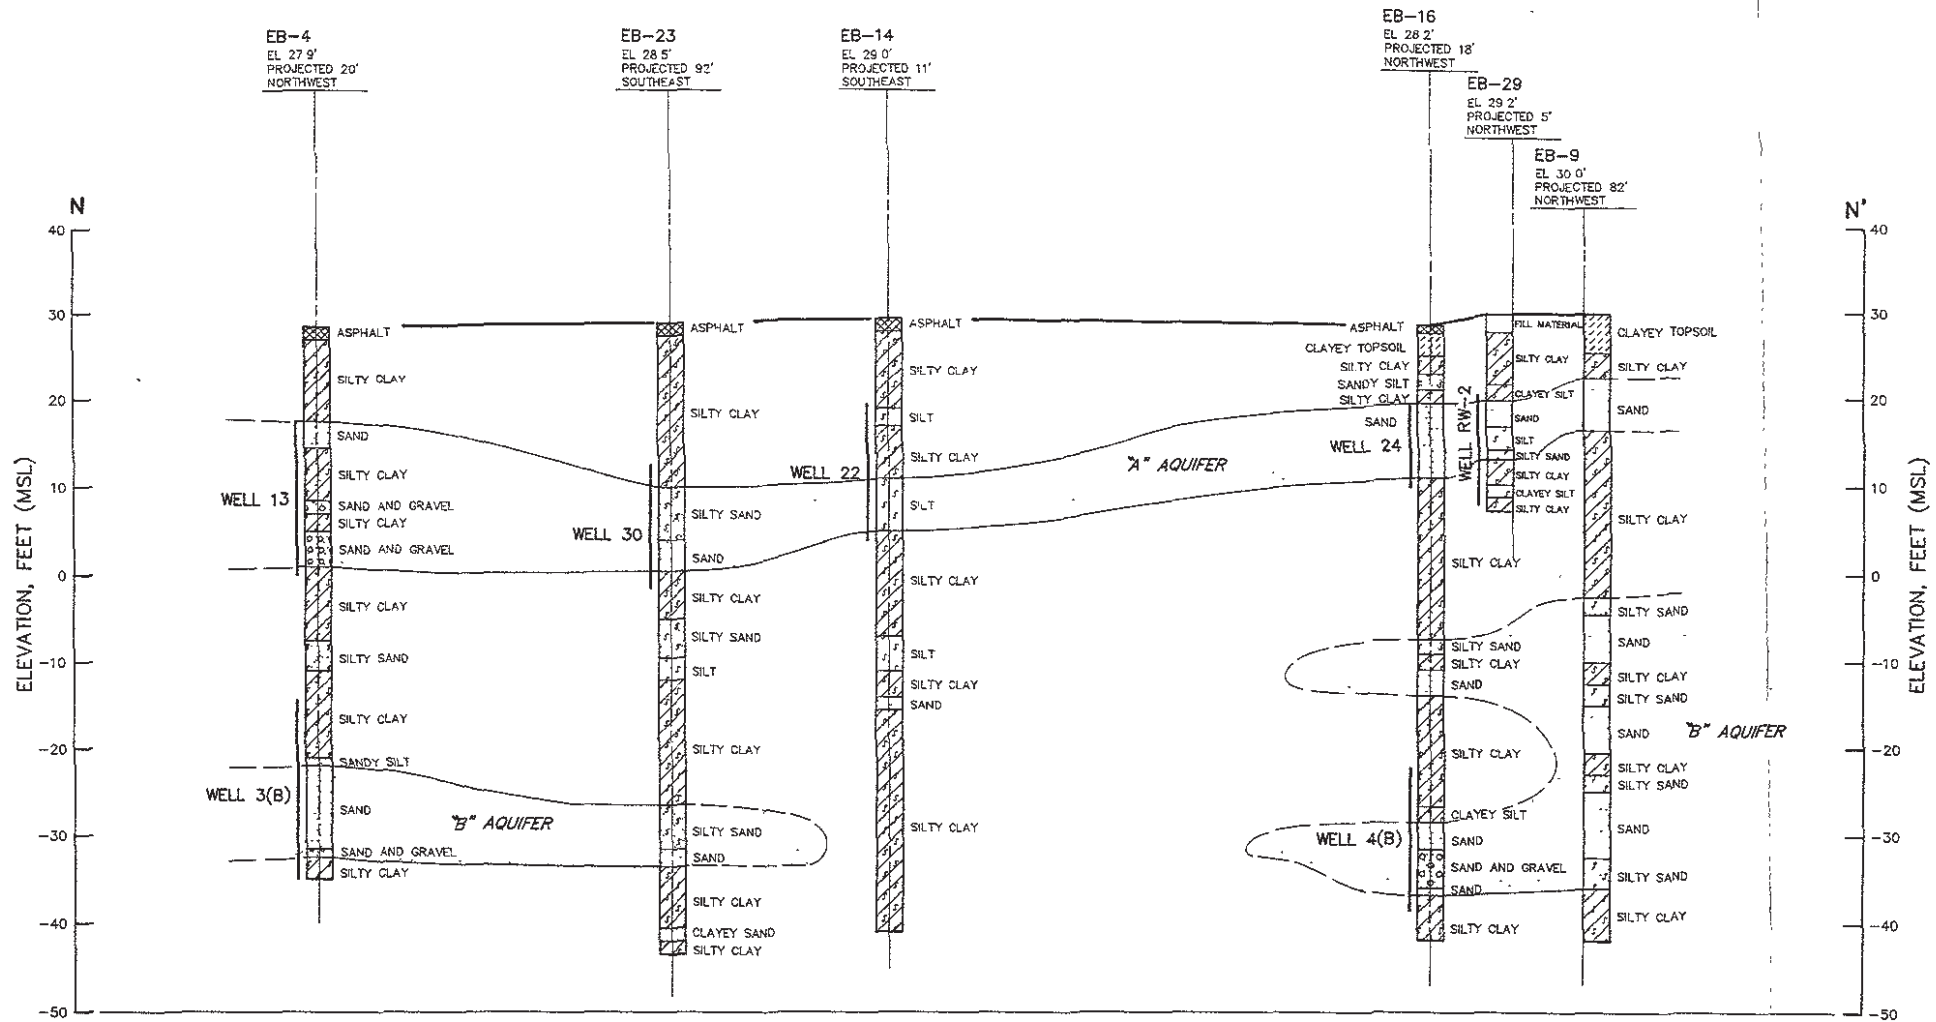 EB-4
EL 27 9'
PROJECTED 20'
NORTHWEST
EB-23
EL 28 5'
PROJECTED 92'
SOUTHEAST
EB-14
EL 29 0'
PROJECTED 11'
SOUTHEAST
EB-16
EL 28 2'
PROJECTED 18'
NORTHWEST
EB-29
EL 29 2'
PROJECTED 5'
NORTHWEST
EB-9
EL 30 0'
PROJECTED 82'
NORTHWEST
N
N'
ELEVATION, FEET (MSL)
40
30
20
10
0
-10
-20
-30
-40
-50
ASPHALT
SILTY CLAY
SAND
SILTY CLAY
SAND AND GRAVEL
SILTY CLAY
SAND AND GRAVEL
SILTY CLAY
SILTY SAND
SILTY CLAY
SANDY SILT
SAND
SAND AND GRAVEL
SILTY CLAY
WELL 13
WELL 3(B)
"B" AQUIFER
ASPHALT
SILTY CLAY
SILTY SAND
SAND
SILTY CLAY
SILTY SAND
SILT
SILTY CLAY
SILTY SAND
SAND
SILTY CLAY
CLAYEY SAND
SILTY CLAY
WELL 30
ASPHALT
SILTY CLAY
SILT
SILTY CLAY
SILT
SILTY CLAY
SILT
SILTY CLAY
SAND
SILTY CLAY
WELL 22
"A" AQUIFER
ASPHALT
CLAYEY TOPSOIL
SILTY CLAY
SANDY SILT
SILTY CLAY
SAND
WELL 24
SILTY CLAY
SILTY SAND
SILTY CLAY
SAND
SILTY CLAY
CLAYEY SILT
SAND
SAND AND GRAVEL
SAND
SILTY CLAY
WELL 4(B)
WELL RW-2
FILL MATERIAL
SILTY CLAY
CLAYEY SILT
SAND
SILT
SILTY SAND
SILTY CLAY
CLAYEY SILT
SILTY CLAY
CLAYEY TOPSOIL
SILTY CLAY
SAND
SILTY CLAY
SILTY SAND
SAND
SILTY CLAY
SILTY SAND
SAND
SILTY CLAY
SILTY SAND
SAND
SILTY SAND
SILTY CLAY
"B" AQUIFER
40
30
20
10
0
-10
-20
-30
-40
-50
ELEVATION, FEET (MSL)